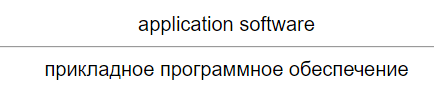 application software
прикладное программное обеспечение